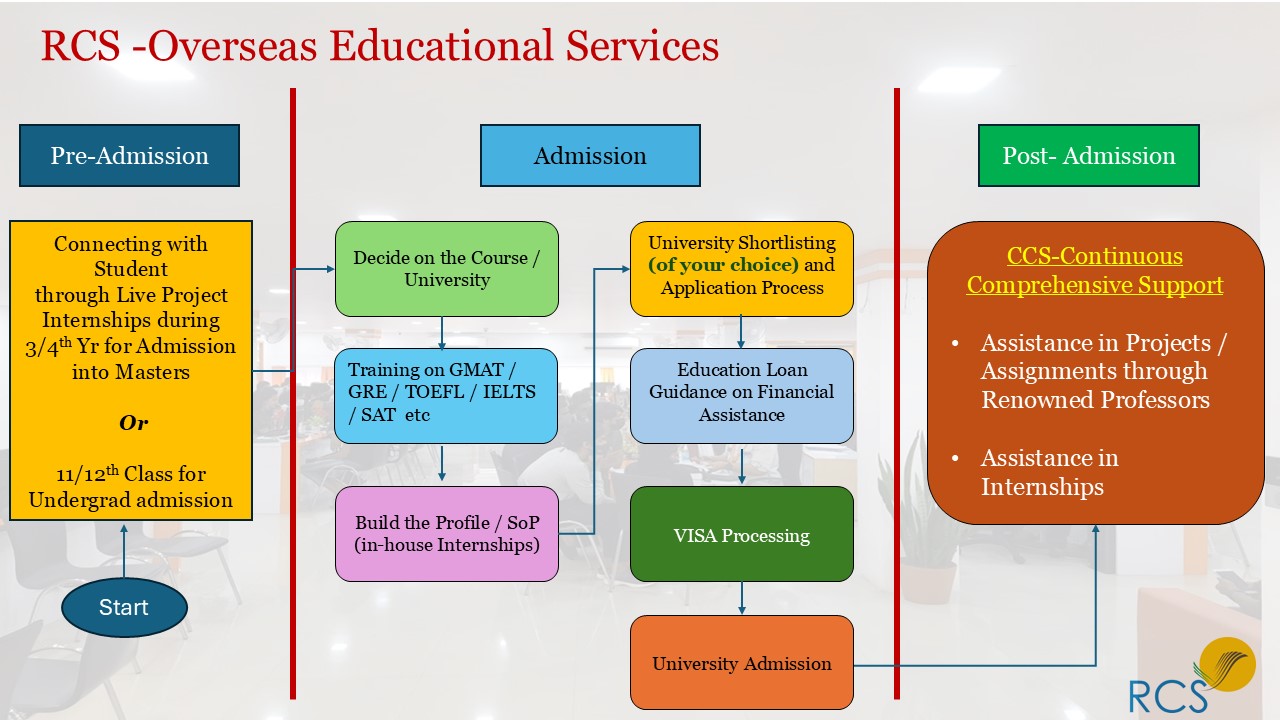 RCS -Overseas Educational Services
Pre-Admission
Connecting with
Student
through Live Project
Internships during
3/4th Yr for Admission
into Masters
Or
11/12th Class for
Undergrad admission
Start
Admission
Decide on the Course /
University
Training on GMAT /
GRE / TOEFL / IELTS
/ SAT  etc
Build the Profile / SoP
(in-house Internships)
University Shortlisting
(of your choice) and
Application Process
Education Loan
Guidance on Financial
Assistance
VISA Processing
University Admission
Post- Admission
CCS-Continuous
Comprehensive Support
• Assistance in Projects /
Assignments through
Renowned Professors
• Assistance in
Internships
RCS